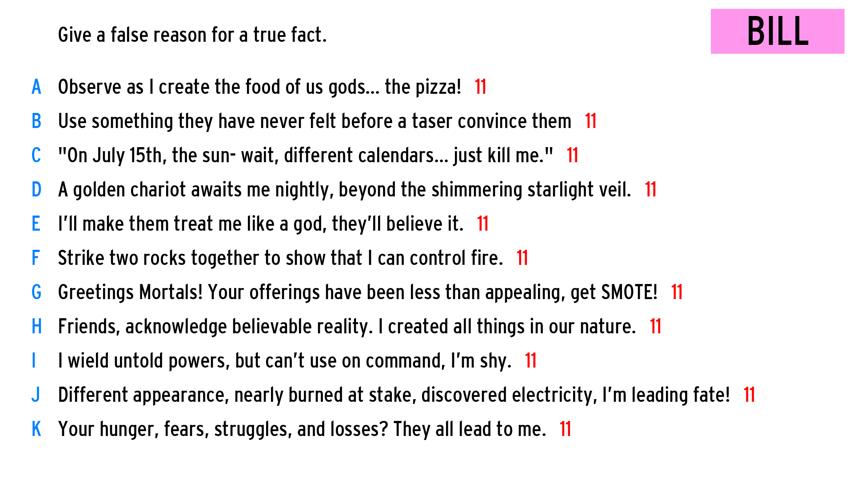 Give a false reason for a true fact.
BILL
A Observe as I create the food of us gods... the pizza! 11
B Use something they have never felt before a taser convince them 11
C "On July 15th, the sun- wait, different calendars... just kill me." 11
D A golden chariot awaits me nightly, beyond the shimmering starlight veil. 11
E I'll make them treat me like a god, they'll believe it. 11
F Strike two rocks together to show that I can control fire. 11
G Greetings Mortals! Your offerings have been less than appealing, get SMOTE! 11
H Friends, acknowledge believable reality. I created all things in our nature. 11
I I wield untold powers, but can't use on command, I'm shy. 11
J Different appearance, nearly burned at stake, discovered electricity, I'm leading fate! 11
K Your hunger, fears, struggles, and losses? They all lead to me. 11